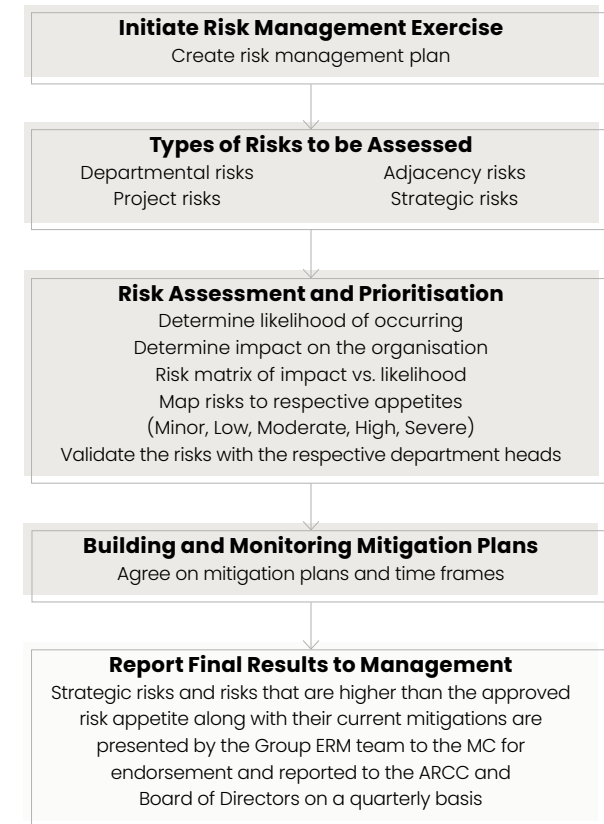 Initiate Risk Management Exercise
Create risk management plan
Types of Risks to be Assessed
Departmental risks
Project risks
Adjacency risks
Strategic risks
Risk Assessment and Prioritisation
Determine likelihood of occurring
Determine impact on the organisation
Risk matrix of impact vs. likelihood
Map risks to respective appetites
(Minor, Low, Moderate, High, Severe)
Validate the risks with the respective department heads
Building and Monitoring Mitigation Plans
Agree on mitigation plans and time frames
Report Final Results to Management
Strategic risks and risks that are higher than the approved
risk appetite along with their current mitigations are
presented by the Group ERM team to the MC for
endorsement and reported to the ARCC and
Board of Directors on a quarterly basis